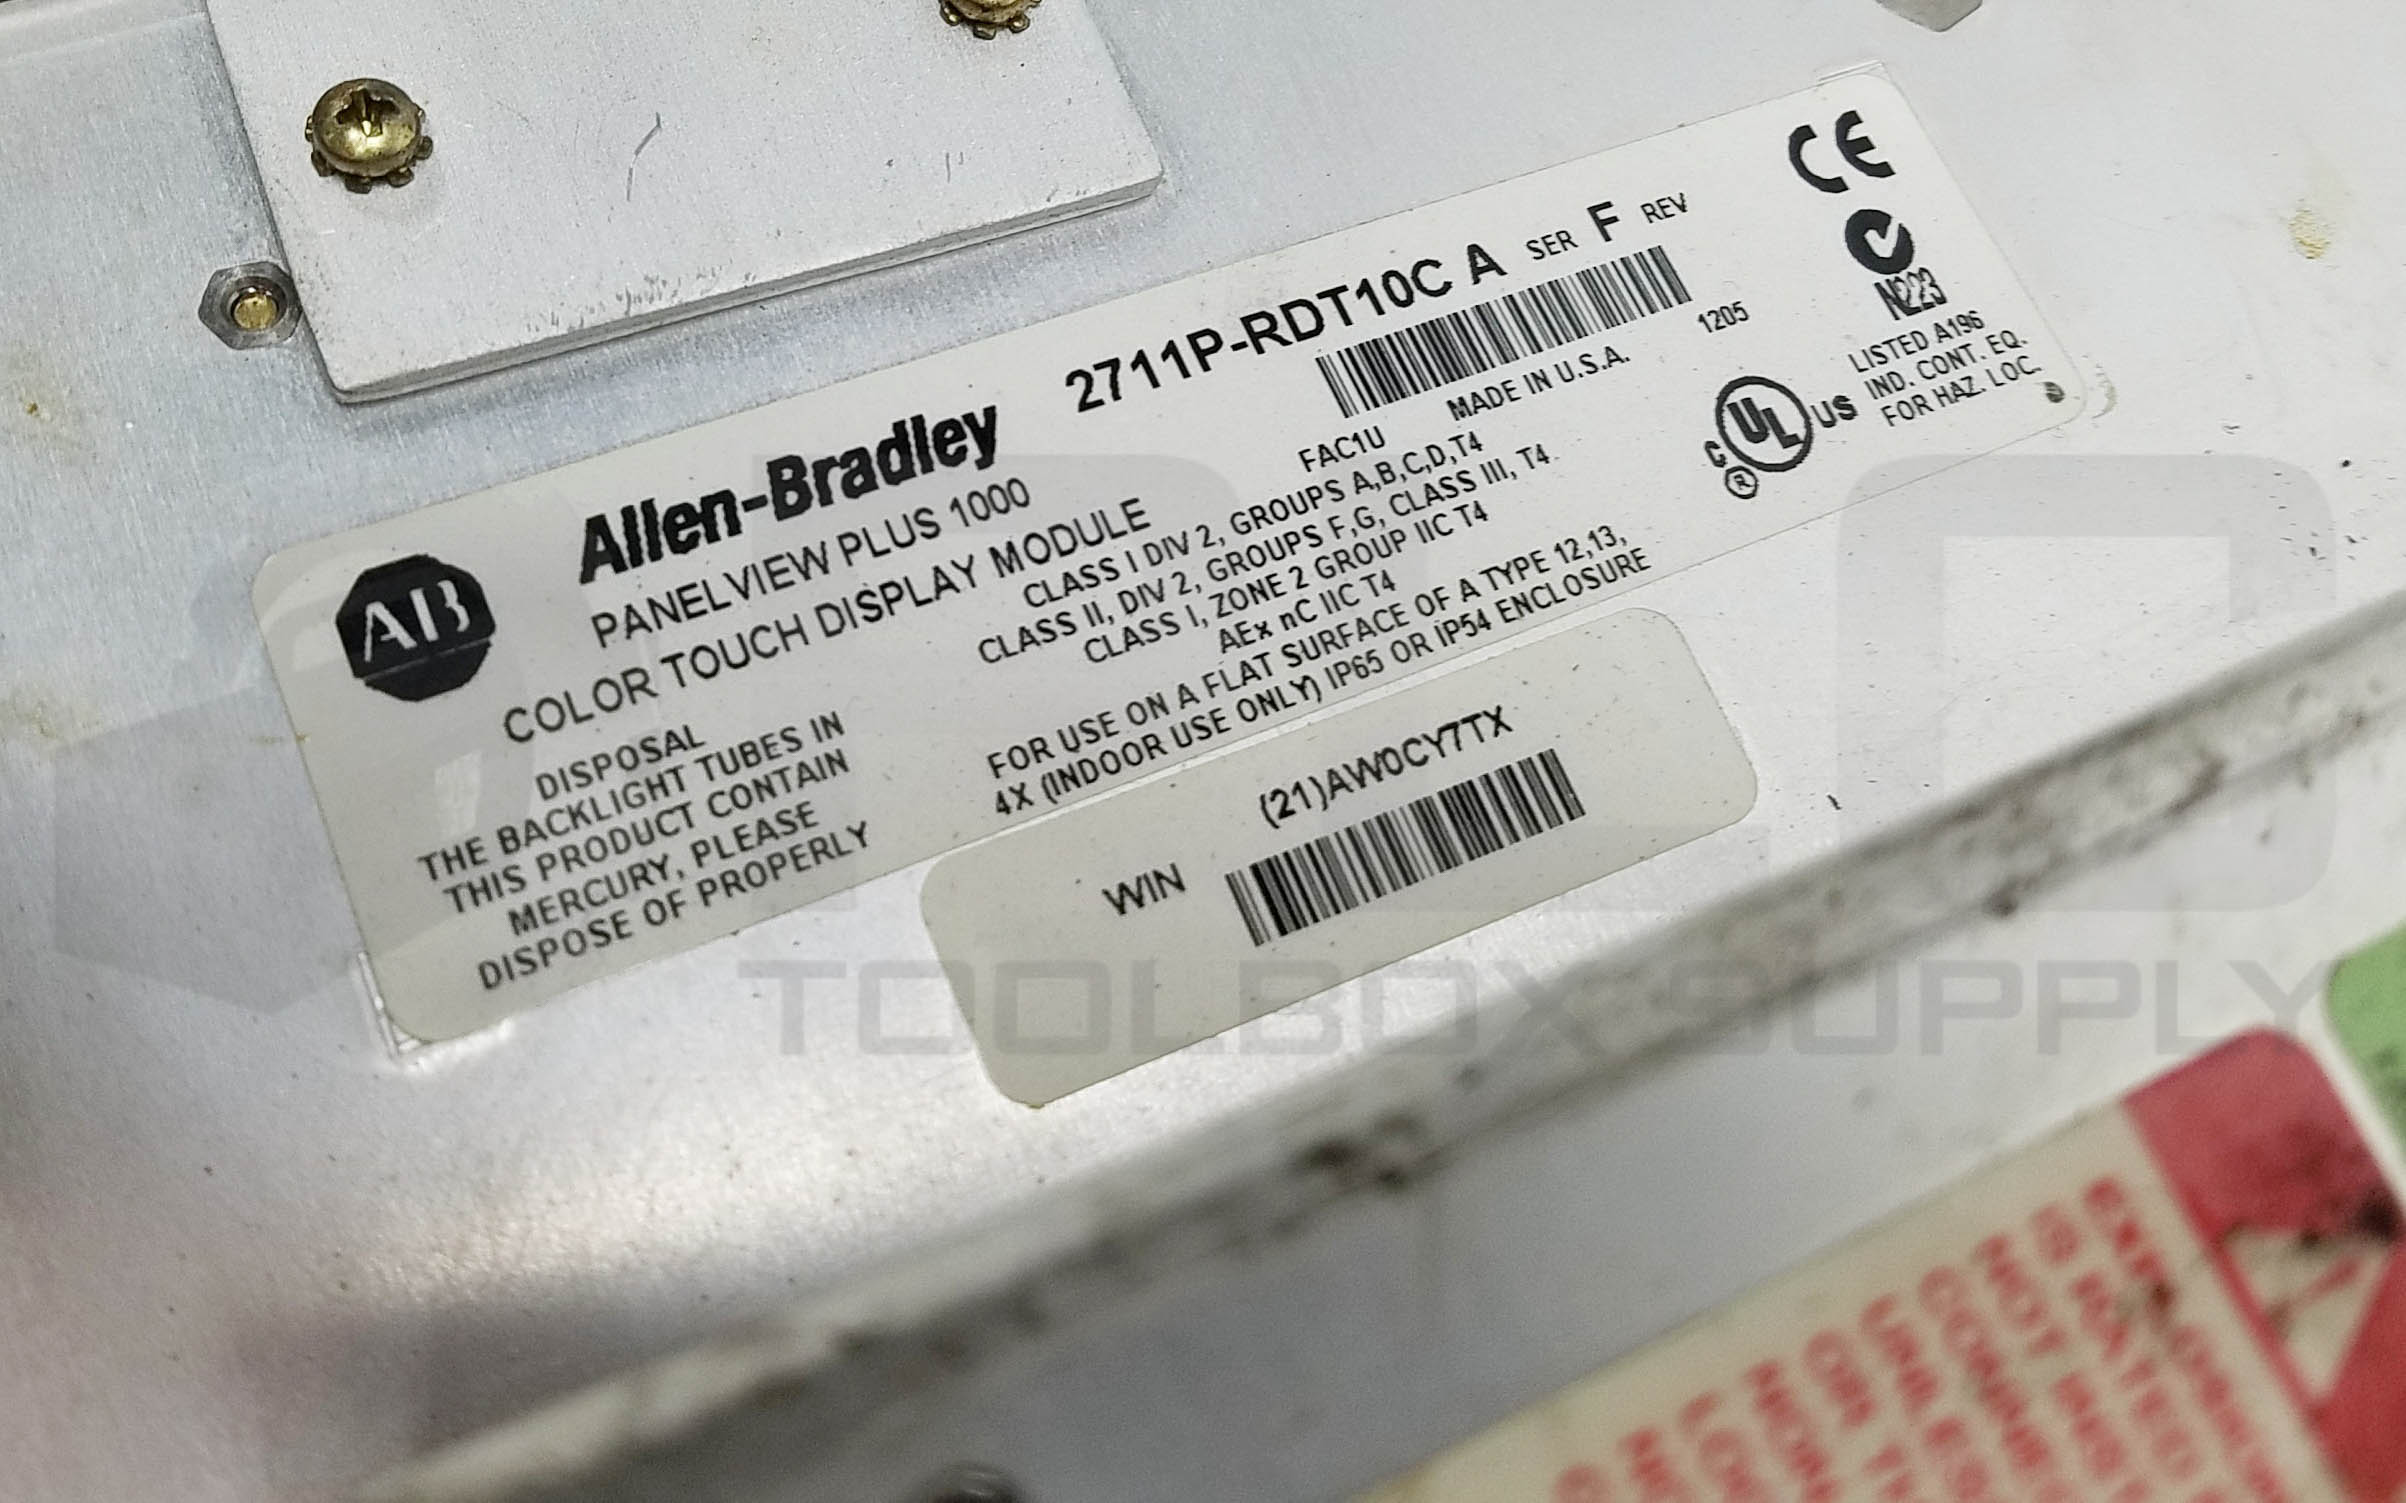 AB
Allen-Bradley
PANELVIEW PLUS 1000
COLOR TOUCH DISPLAY MODULE
DISPOSAL
THE BACKLIGHT TUBES IN
THIS PRODUCT CONTAIN
MERCURY, PLEASE
DISPOSE OF PROPERLY
2711P-RDT10C A SER F REV
FAC1U MADE IN U.S.A. 1205
CLASS I DIV 2, GROUPS A,B,C,D,T4
CLASS II, DIV 2, GROUPS F,G, CLASS III, T4
CLASS I, ZONE 2 GROUP IIC T4
AEx nC IIC T4
FOR USE ON A FLAT SURFACE OF A TYPE 12,13,
4X (INDOOR USE ONLY) IP65 OR IP54 ENCLOSURE
CE
N223
LISTED A196
IND. CONT. EQ.
FOR HAZ. LOC.
C UL US
®
(21)AW0CY7TX
WIN
TOOLBOX SUPPLY